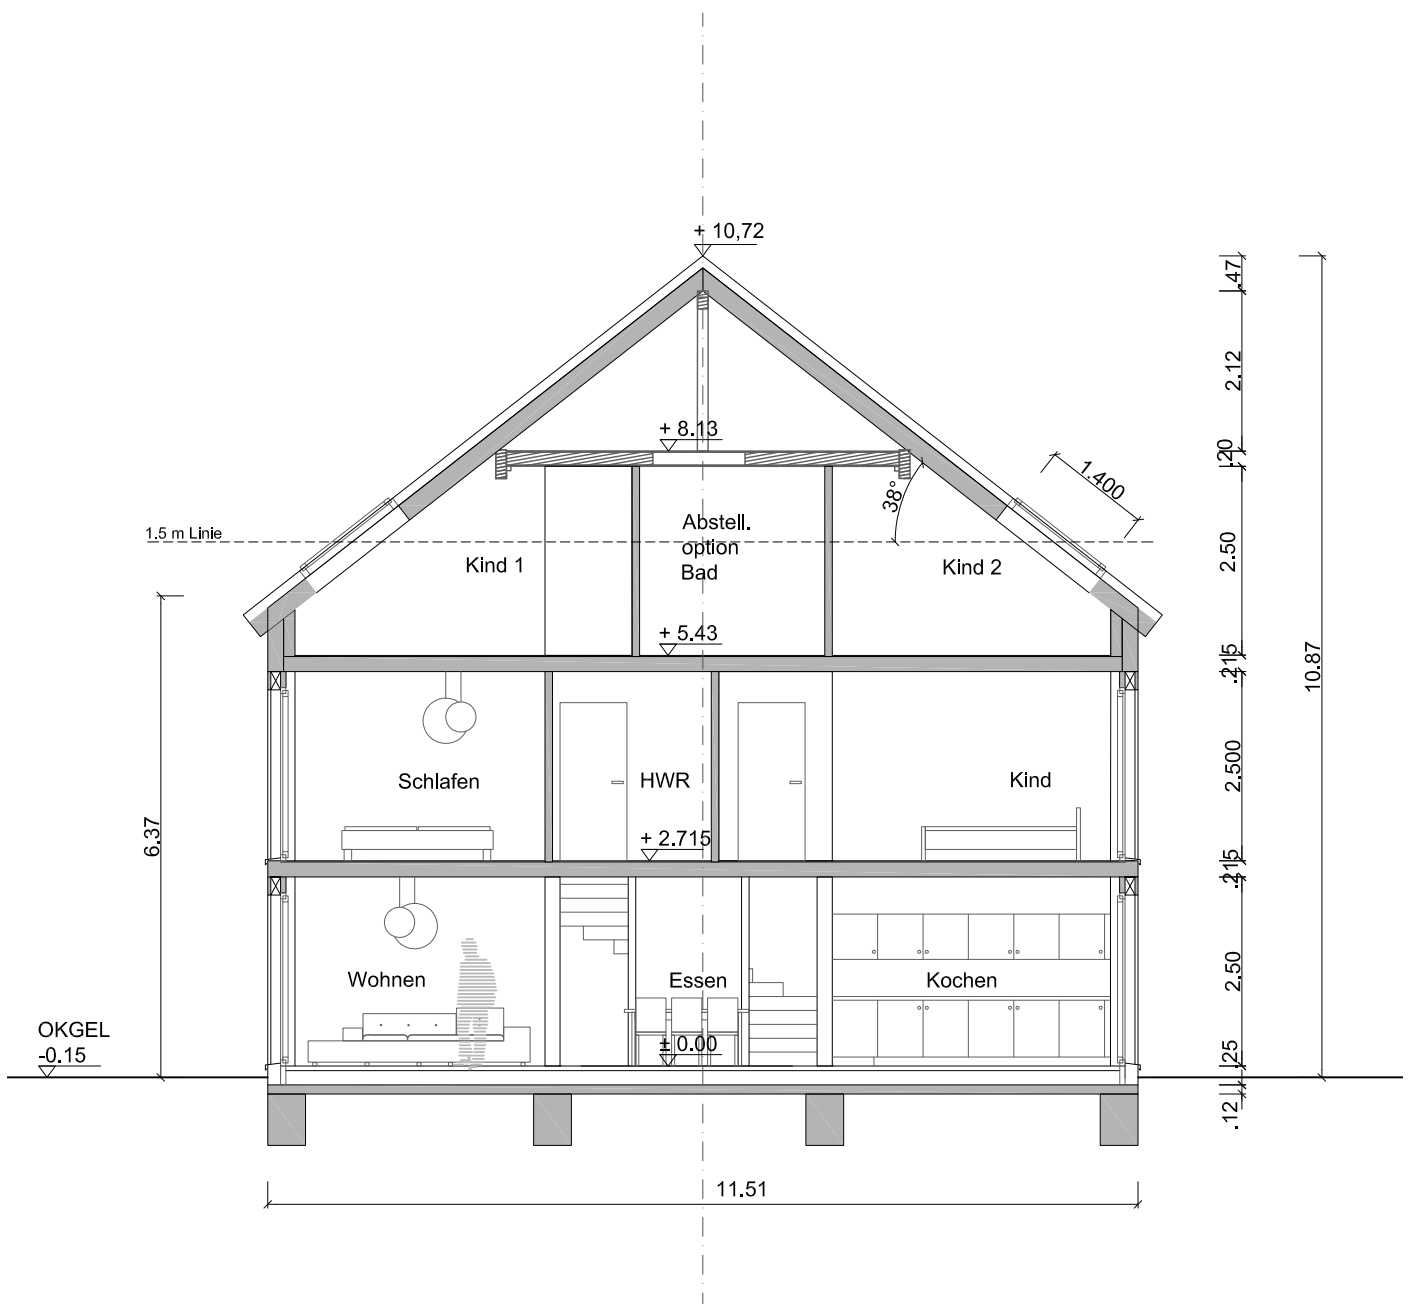 + 10,72
.47
2.12
+ 8.13
.20
1.400
38°
1.5 m Linie
Abstell.
option
Bad
Kind 1
Kind 2
2.50
+ 5.43
.215
10.87
6.37
Schlafen
HWR
Kind
2.500
+ 2.715
.215
Wohnen
Essen
Kochen
2.50
OKGEL
-0.15
± 0.00
.25
.12
11.51